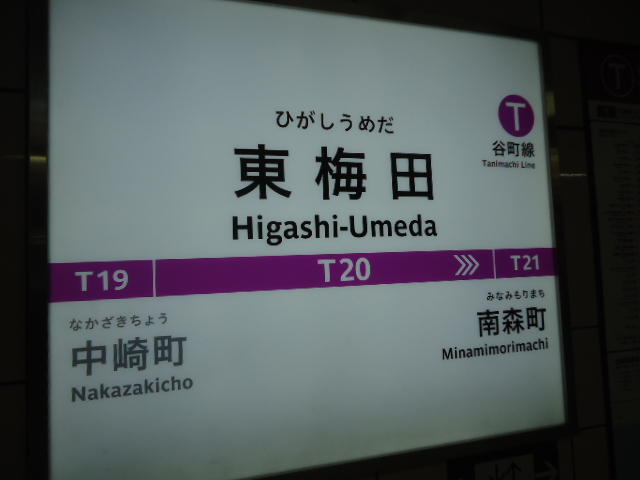 ひがしうめだ
東梅田
Higashi-Umeda
T
谷町線
Tanimachi Line
T19
T20
T21
なかざきちょう
中崎町
Nakazakicho
みなみもりまち
南森町
Minamimorimachi
T